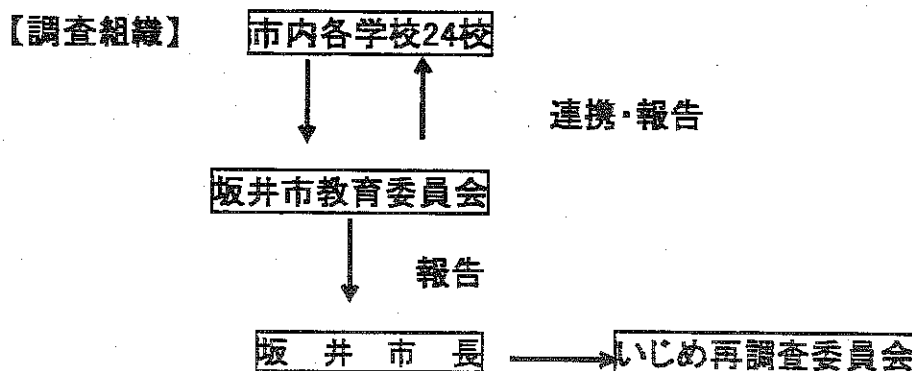 【調査組織】 市内各学校24校
連携・報告
坂井市教育委員会
報告
坂 井 市 長 いじめ再調査委員会